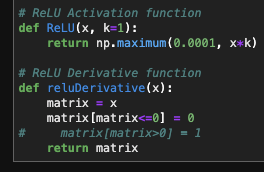 # ReLU Activation function
def ReLU(x, k=1):
    return np.maximum(0.0001, x*k)

# ReLU Derivative function
def reluDerivative(x):
    matrix = x
    matrix[matrix<=0] = 0
#     matrix[matrix>0] = 1
    return matrix